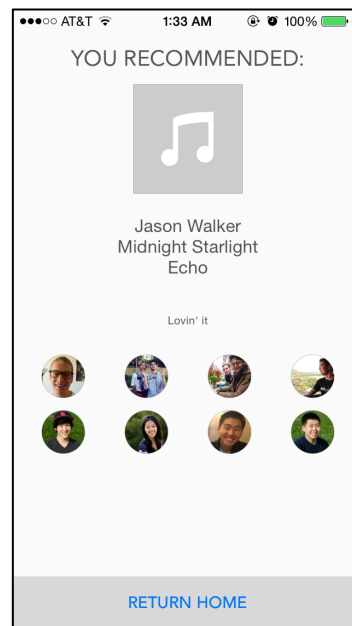 AT&T 1:33 AM 100%
YOU RECOMMENDED:
Jason Walker
Midnight Starlight
Echo
Lovin' it
RETURN HOME